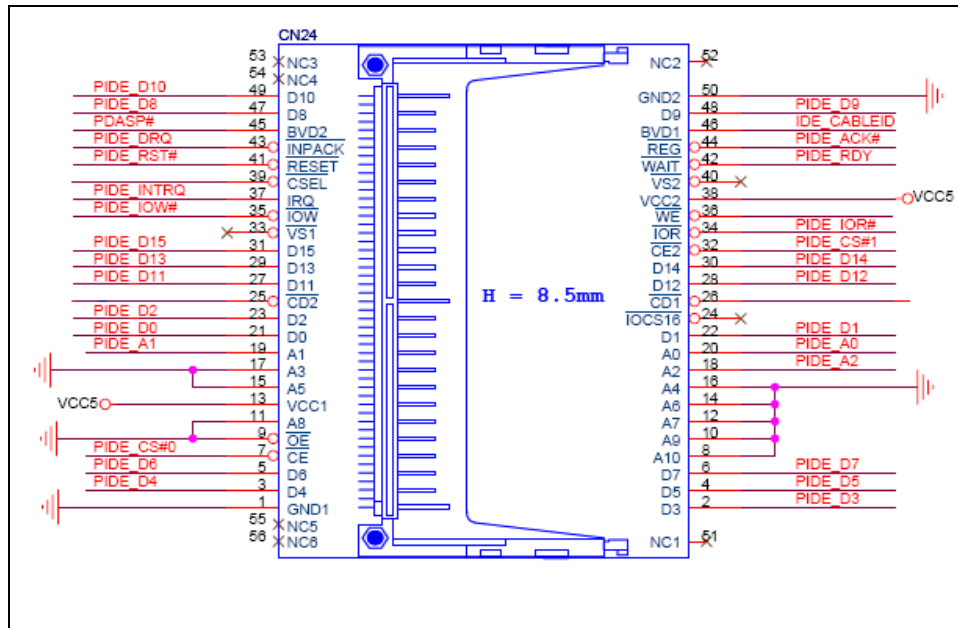 CN24
53 NC3
54 NC4
PIDE_D10 49 D10
PIDE_D8 47 D8
PDASP# 45 BVD2
PIDE_DRQ 43 INPACK
PIDE_RST# 41 RESET
39 CSEL
PIDE_INTRQ 37 IRQ
PIDE_IOW# 35 IOW
33 VS1
PIDE_D15 31 D15
PIDE_D13 29 D13
PIDE_D11 27 D11
25 CD2
PIDE_D2 23 D2
PIDE_D0 21 D0
PIDE_A1 19 A1
17 A3
15 A5
VCC5 13 VCC1
11 A8
9 OE
PIDE_CS#0 7 CE
PIDE_D6 5 D6
PIDE_D4 3 D4
1 GND1
55 NC5
56 NC6
H = 8.5mm
NC2 52
GND2 50
D9 48 PIDE_D9
BVD1 46 IDE_CABLEID
REG 44 PIDE_ACK#
WAIT 42 PIDE_RDY
VS2 40
VCC2 38 VCC5
WE 36
IOR 34 PIDE_IOR#
CE2 32 PIDE_CS#1
D14 30 PIDE_D14
D12 28 PIDE_D12
CD1 26
IOCS16 24
D1 22 PIDE_D1
A0 20 PIDE_A0
A2 18 PIDE_A2
A4 16
A6 14
A7 12
A9 10
A10 8
D7 6 PIDE_D7
D5 4 PIDE_D5
D3 2 PIDE_D3
NC1 51